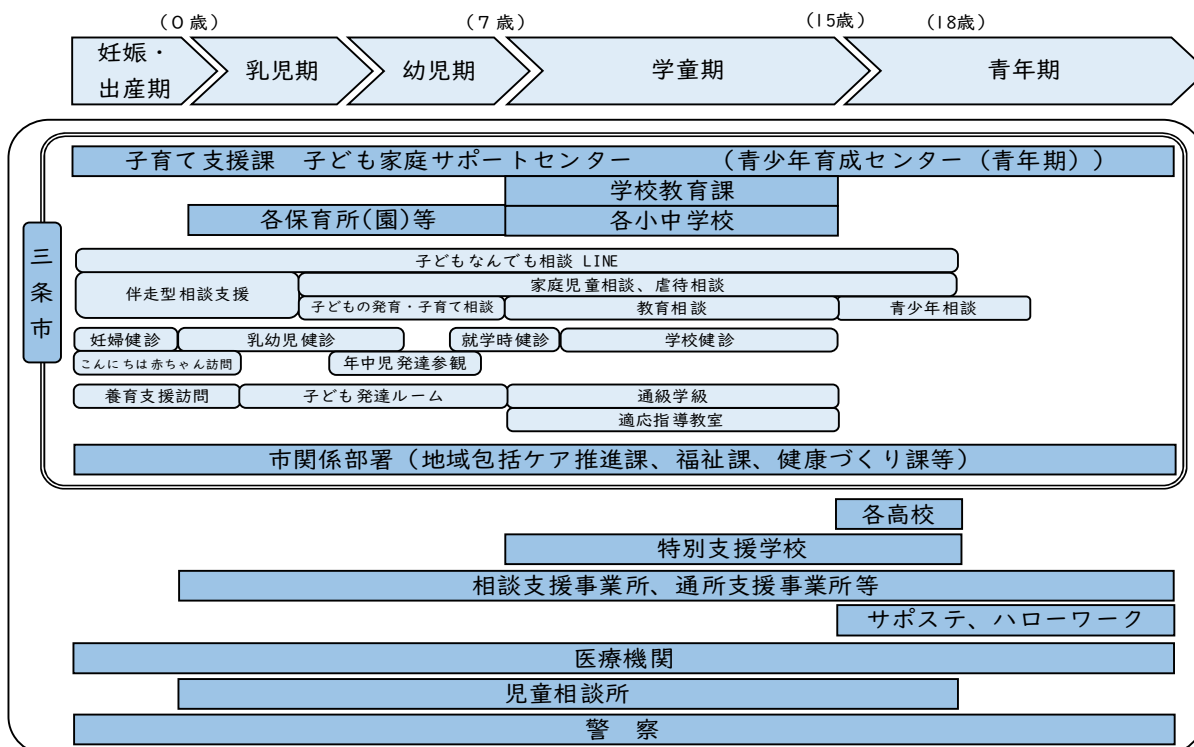 (0歳)
(7歳)
(15歳)
(18歳)
妊娠・
出産期
乳児期
幼児期
学童期
青年期
三条市
子育て支援課 子ども家庭サポートセンター (青少年育成センター(青年期))
学校教育課
各保育所(園)等
各小中学校
子どもなんでも相談 LINE
伴走型相談支援
家庭児童相談、虐待相談
子どもの発育・子育て相談
教育相談
青少年相談
妊婦健診
乳幼児健診
就学時健診
学校健診
こんにちは赤ちゃん訪問
年中児発達参観
養育支援訪問
子ども発達ルーム
通級学級
適応指導教室
市関係部署(地域包括ケア推進課、福祉課、健康づくり課等)
各高校
特別支援学校
相談支援事業所、通所支援事業所等
サポステ、ハローワーク
医療機関
児童相談所
警 察